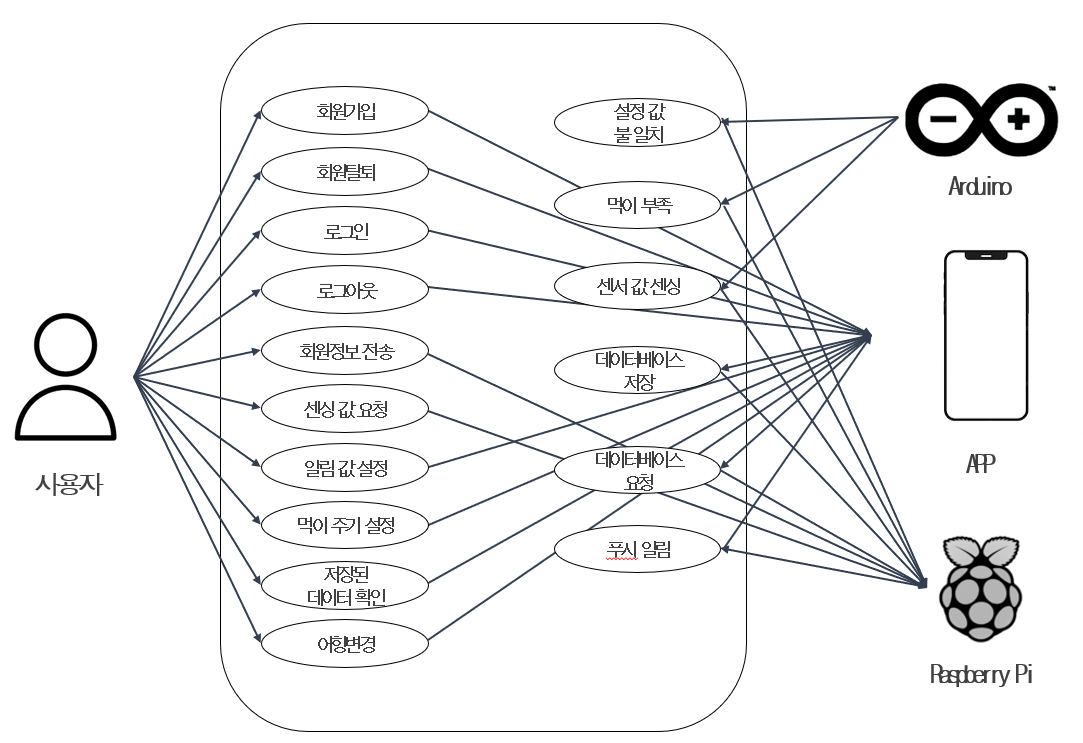 회원가입
회원탈퇴
로그인
로그아웃
회원정보 전송
센싱 값 요청
알림 값 설정
먹이 주기 설정
저장된
데이터 확인
어항변경
설정 값
불 일치
먹이 부족
센서 값 센싱
데이터베이스
저장
데이터베이스
요청
푸시 알림
사용자
TM
Arduino
APP
Raspberry Pi